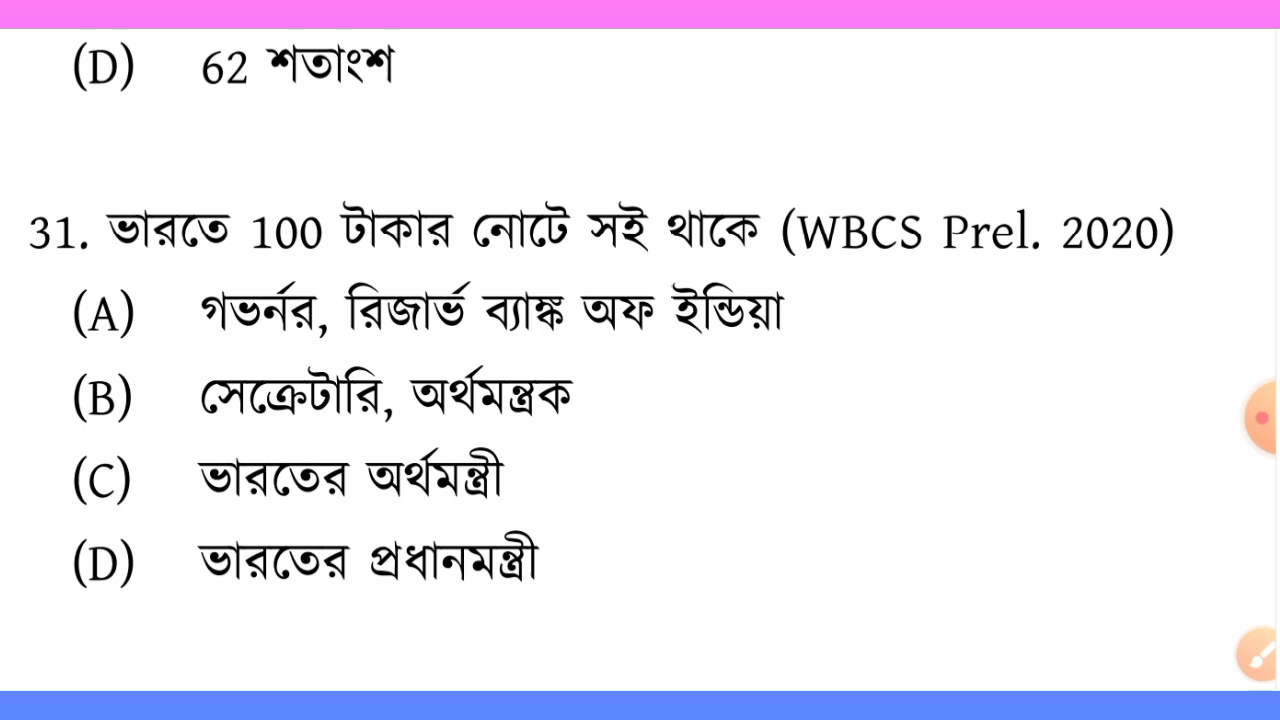 (D) 62 শতাংশ
31. ভারতে 100 টাকার নোটে সই থাকে (WBCS Prel. 2020)
(A) গভর্নর, রিজার্ভ ব্যাঙ্ক অফ ইন্ডিয়া
(B) সেক্রেটারি, অর্থমন্ত্রক
(C) ভারতের অর্থমন্ত্রী
(D) ভারতের প্রধানমন্ত্রী